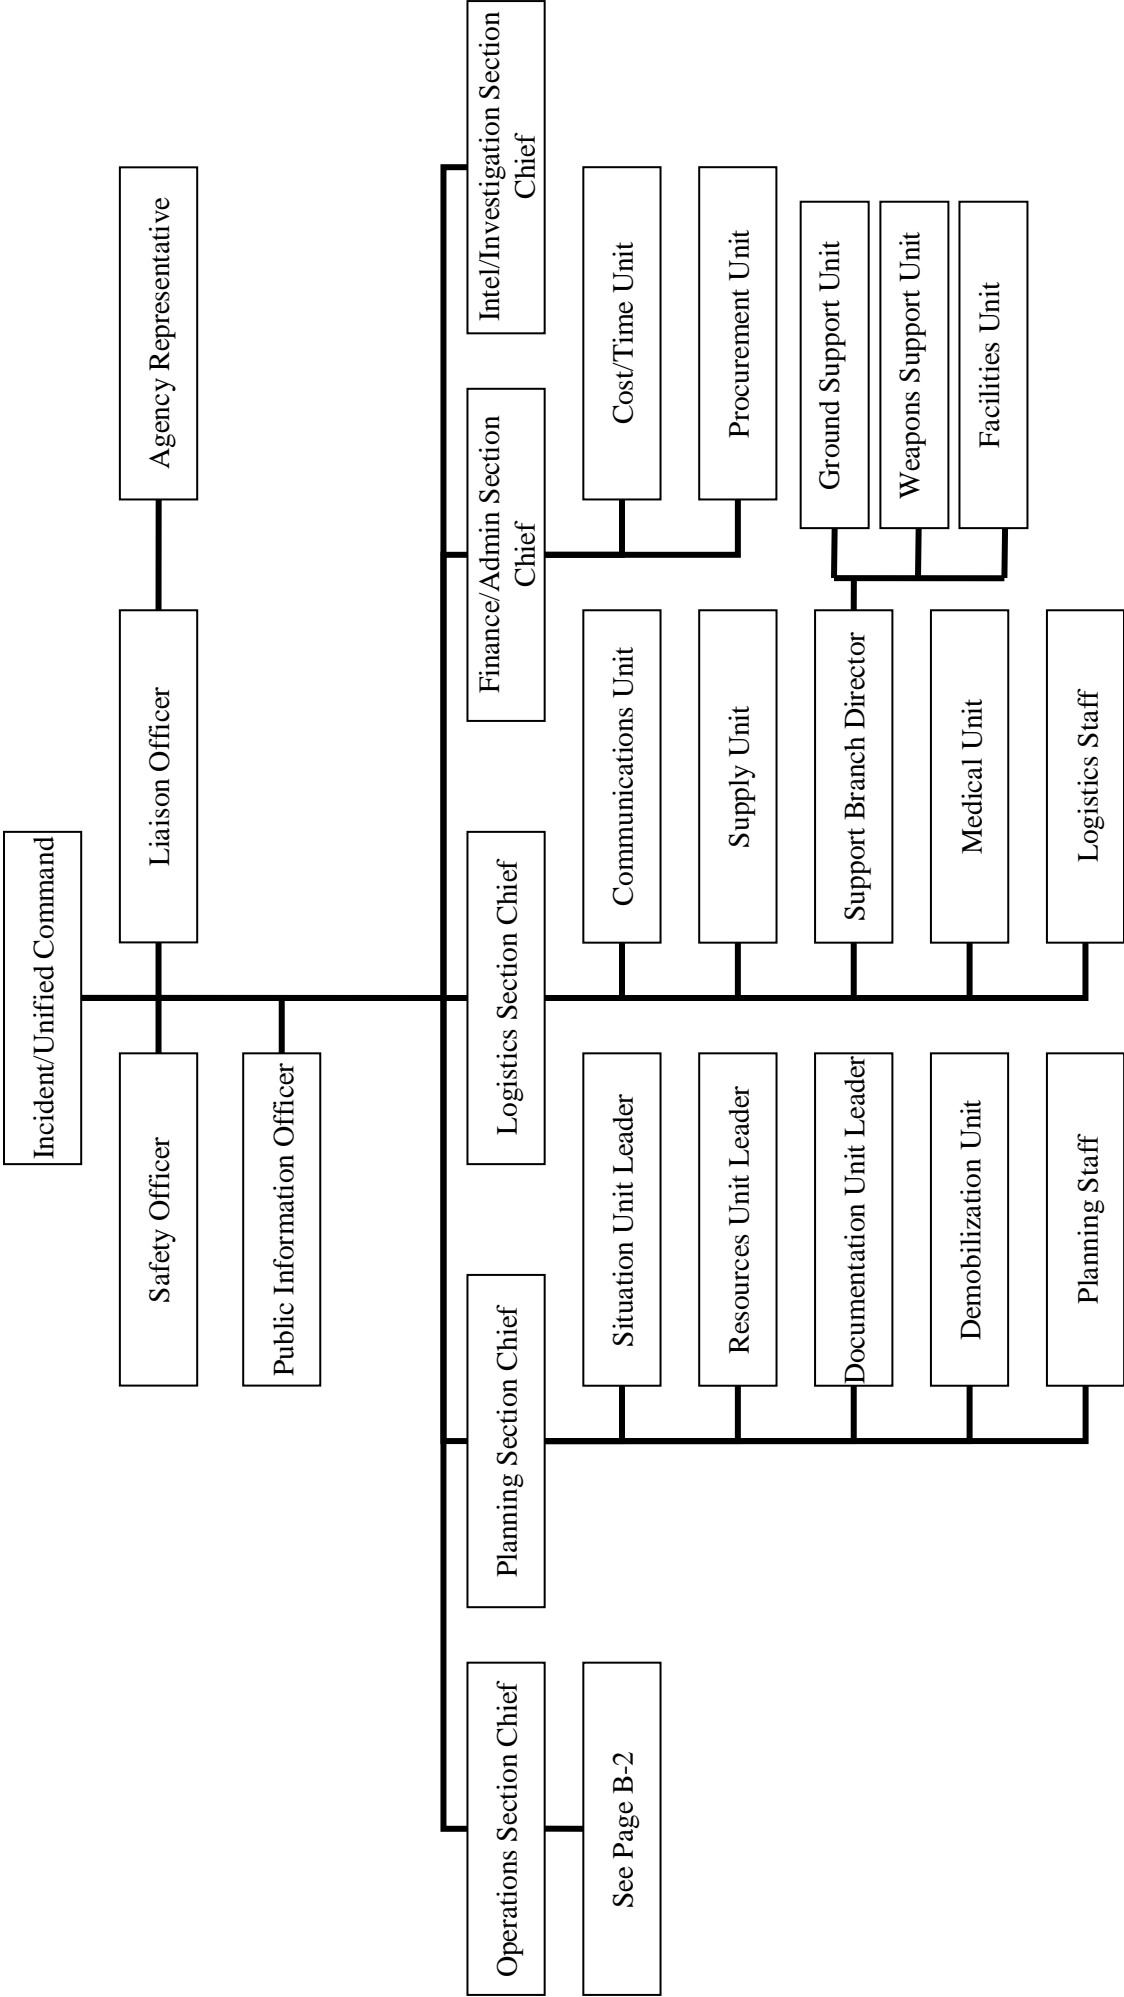 Incident/Unified Command
Safety Officer
Liaison Officer
Agency Representative
Public Information Officer
Operations Section Chief
Planning Section Chief
Logistics Section Chief
Finance/Admin Section
Chief
Intel/Investigation Section
Chief
See Page B-2
Situation Unit Leader
Communications Unit
Cost/Time Unit
Resources Unit Leader
Supply Unit
Procurement Unit
Documentation Unit Leader
Support Branch Director
Ground Support Unit
Weapons Support Unit
Facilities Unit
Demobilization Unit
Medical Unit
Planning Staff
Logistics Staff